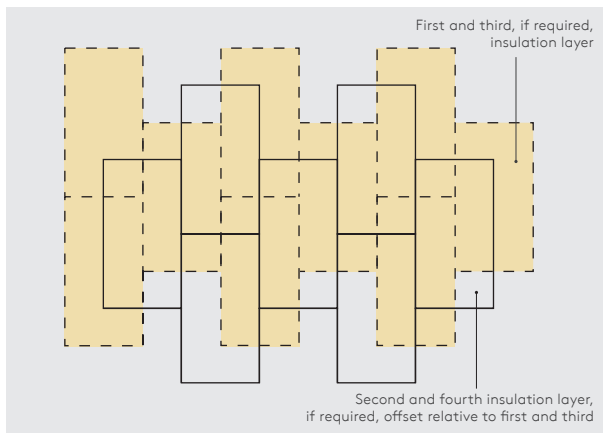 First and third, if required,
insulation layer
Second and fourth insulation layer,
if required, offset relative to first and third